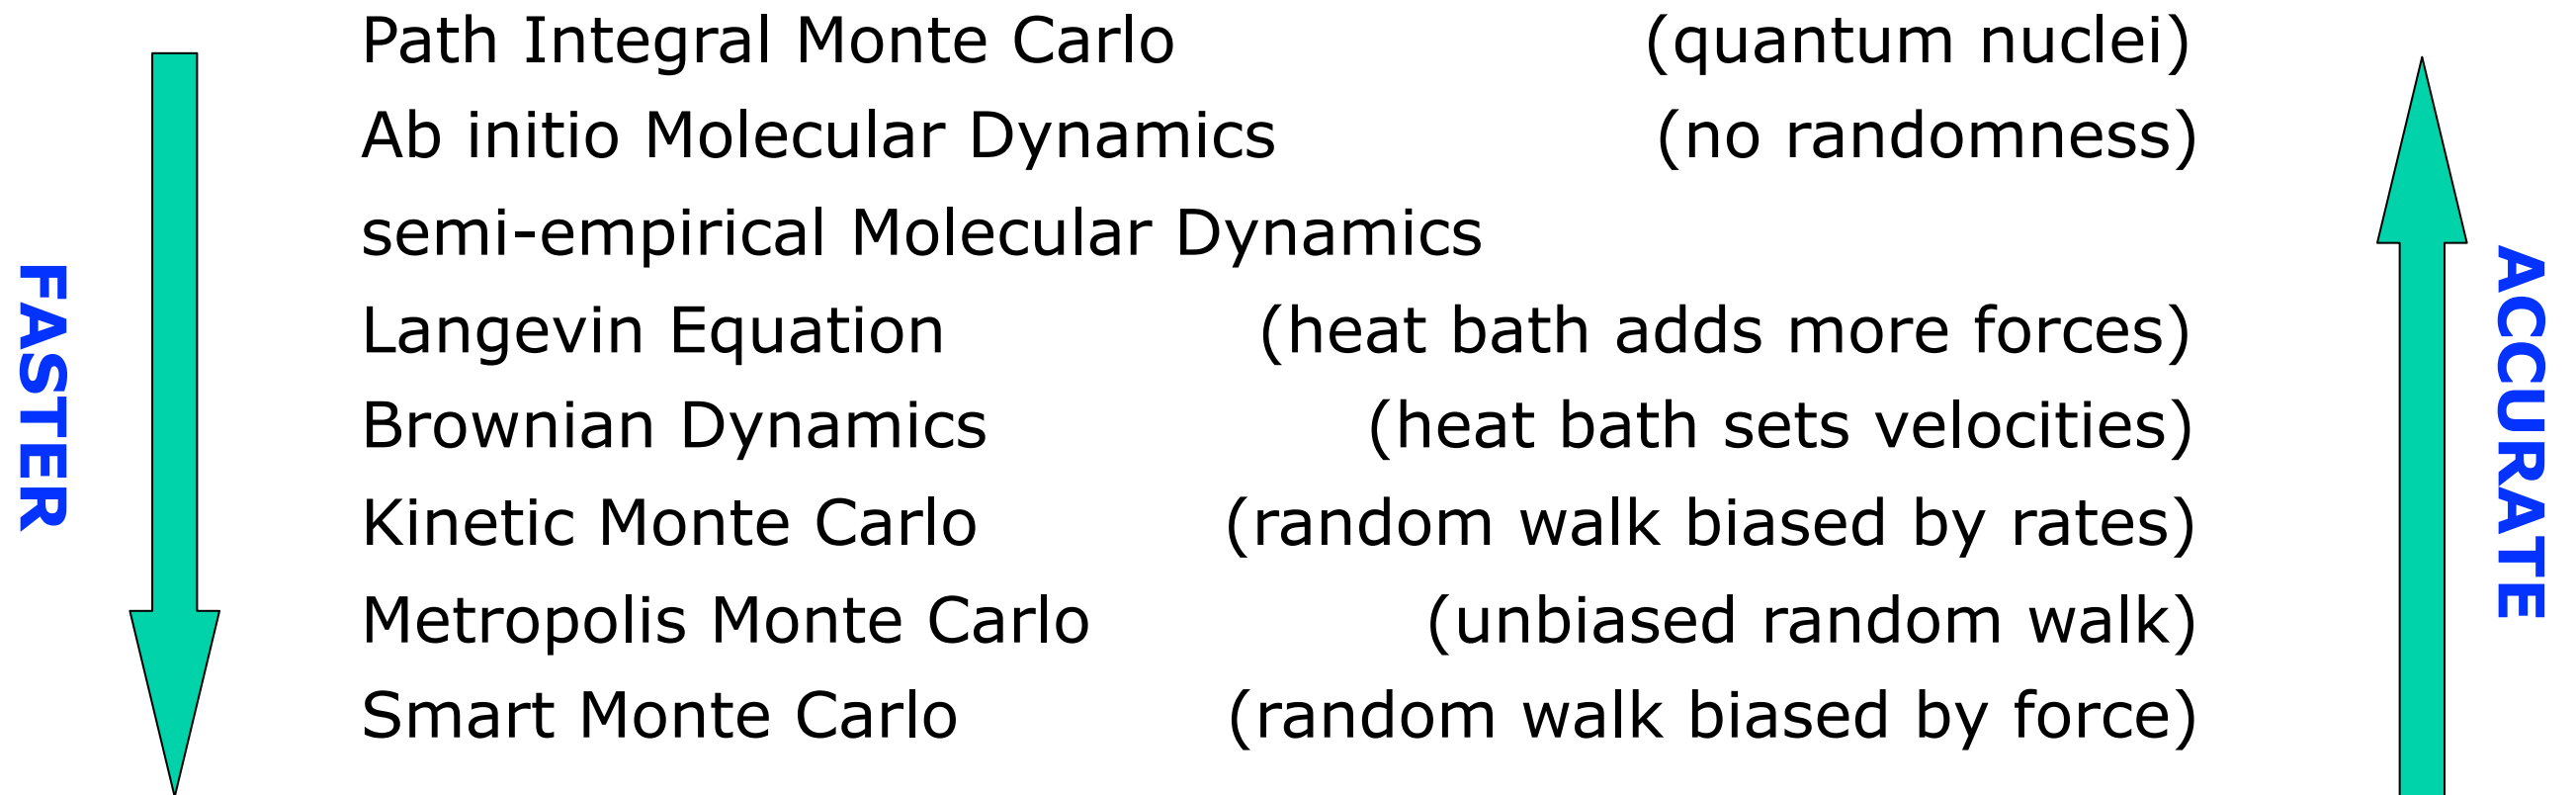 Path Integral Monte Carlo (quantum nuclei)
Ab initio Molecular Dynamics (no randomness)
semi-empirical Molecular Dynamics
Langevin Equation (heat bath adds more forces)
Brownian Dynamics (heat bath sets velocities)
Kinetic Monte Carlo (random walk biased by rates)
Metropolis Monte Carlo (unbiased random walk)
Smart Monte Carlo (random walk biased by force)
FASTER
ACCURATE